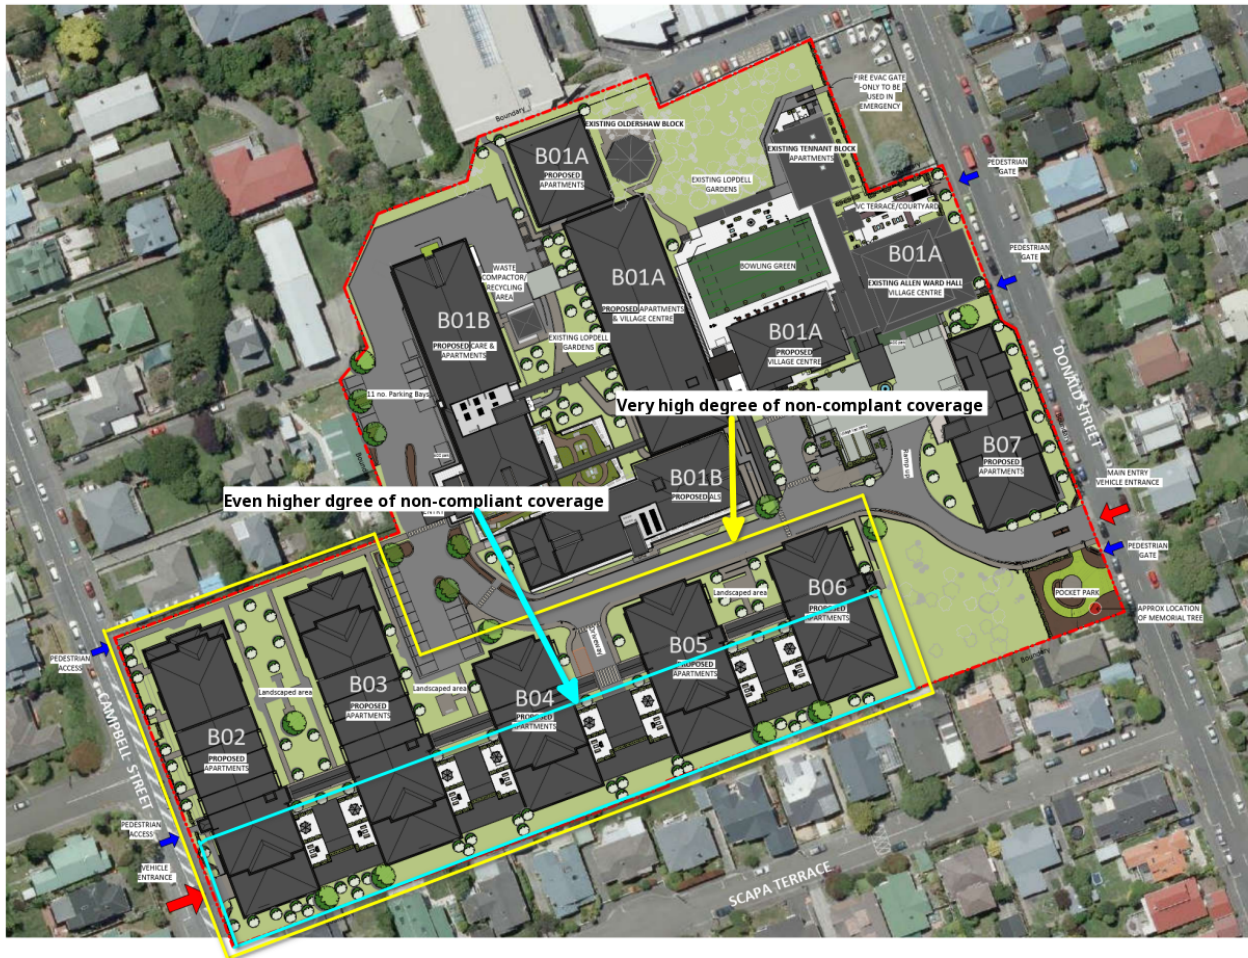 Boundary
EXISTING OLDERSHAW BLOCK
FIRE EVAC GATE
-ONLY TO BE
USED IN
EMERGENCY
B01A
PROPOSED
APARTMENTS
EXISTING TENNANT BLOCK
APARTMENTS
EXISTING LOPDELL
GARDENS
PEDESTRIAN
GATE
VC TERRACE/COURTYARD
B01A
EXISTING ALLEN WARD HALL
VILLAGE CENTRE
PEDESTRIAN
GATE
WASTE
COMPACTOR/
RECYCLING
AREA
B01A
PROPOSED APARTMENTS
& VILLAGE CENTRE
BOWLING GREEN
B01B
PROPOSED CARE &
APARTMENTS
EXISTING LOPDELL
GARDENS
B01A
PROPOSED
VILLAGE CENTRE
DONALD STREET
11 no. Parking Bays
Very high degree of non-complant coverage
B07
PROPOSED
APARTMENTS
Ramp up
B01B
PROPOSED ALS
MAIN ENTRY
VEHICLE ENTRANCE
Even higher dgree of non-compliant coverage
ENTRY
PEDESTRIAN
GATE
POCKET PARK
APPROX LOCATION
OF MEMORIAL TREE
Boundary
B06
PROPOSED
APARTMENTS
Landscaped area
Driveway
B05
PROPOSED
APARTMENTS
PEDESTRIAN
ACCESS
Landscaped area
B03
PROPOSED
APARTMENTS
Landscaped area
B04
PROPOSED
APARTMENTS
B02
PROPOSED
APARTMENTS
CAMPBELL STREET
PEDESTRIAN
ACCESS
VEHICLE
ENTRANCE
SCAPA TERRACE